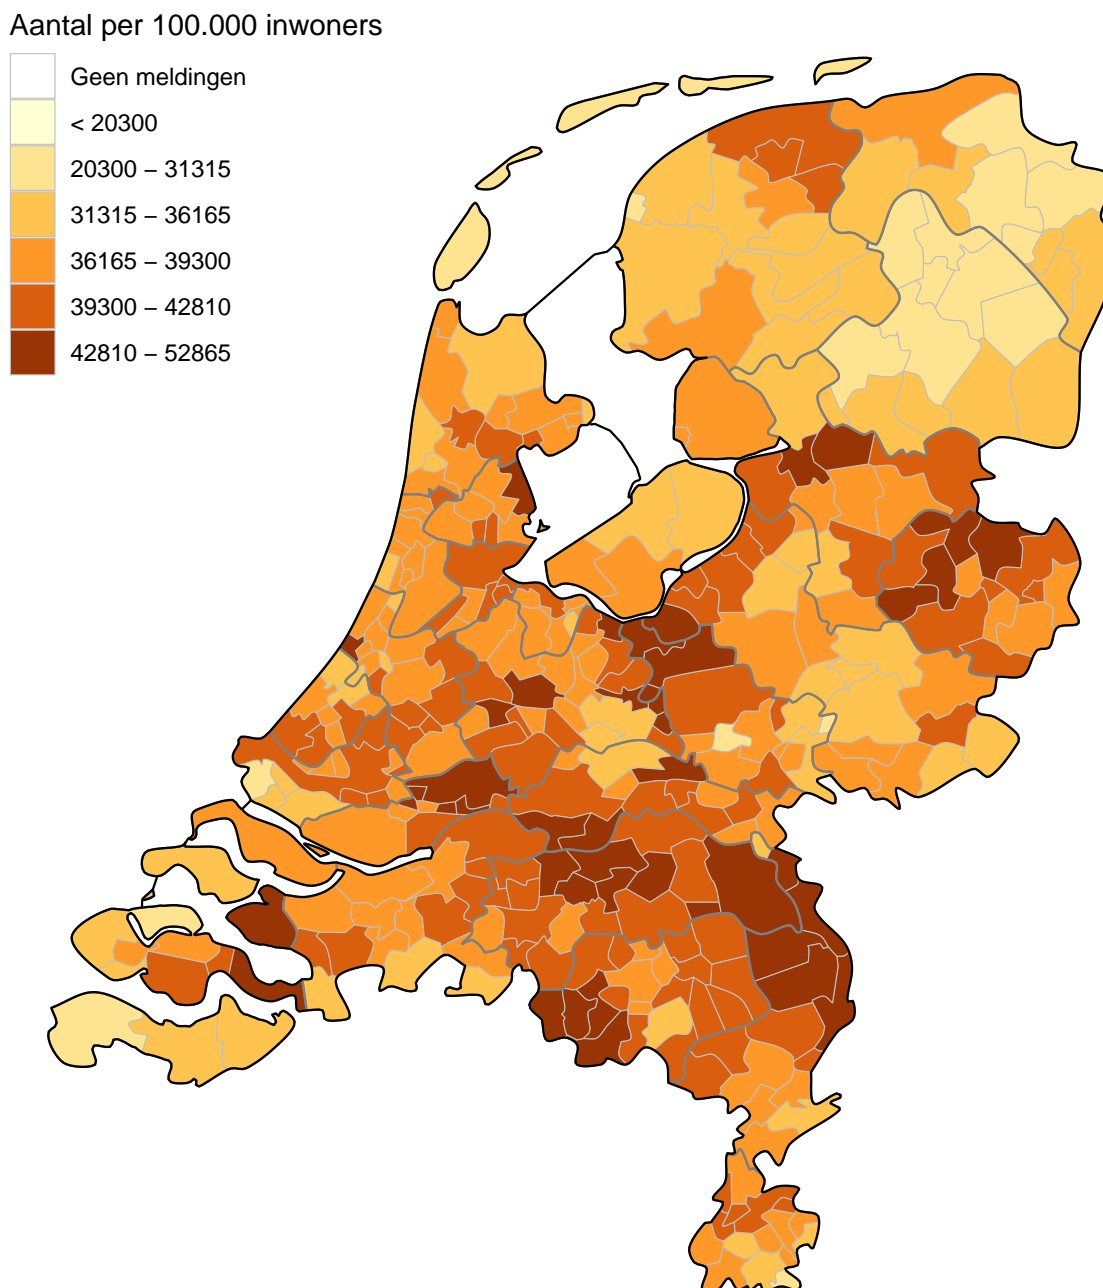 Aantal per 100.000 inwoners
Geen meldingen
< 20300
20300 – 31315
31315 – 36165
36165 – 39300
39300 – 42810
42810 – 52865